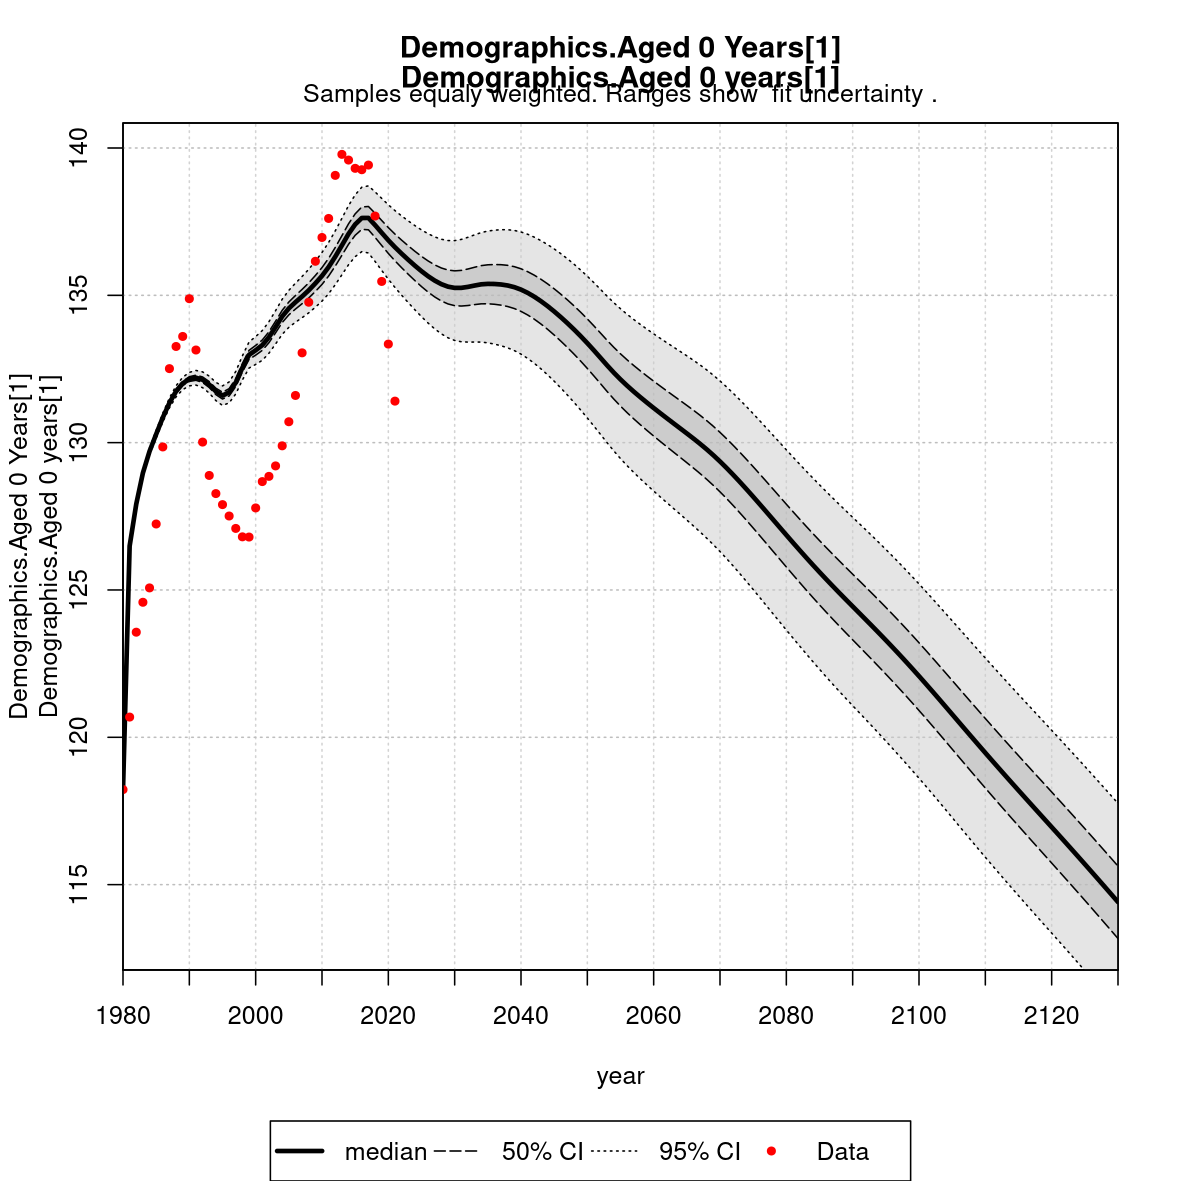 Demographics.Aged 0 Years[1]
Demographics.Aged 0 years[1]
Samples equaly weighted. Ranges show  fit uncertainty .
Demographics.Aged 0 Years[1]
Demographics.Aged 0 years[1]
140
135
130
125
120
115
1980 2000 2020 2040 2060 2080 2100 2120
year
median 50% CI 95% CI Data